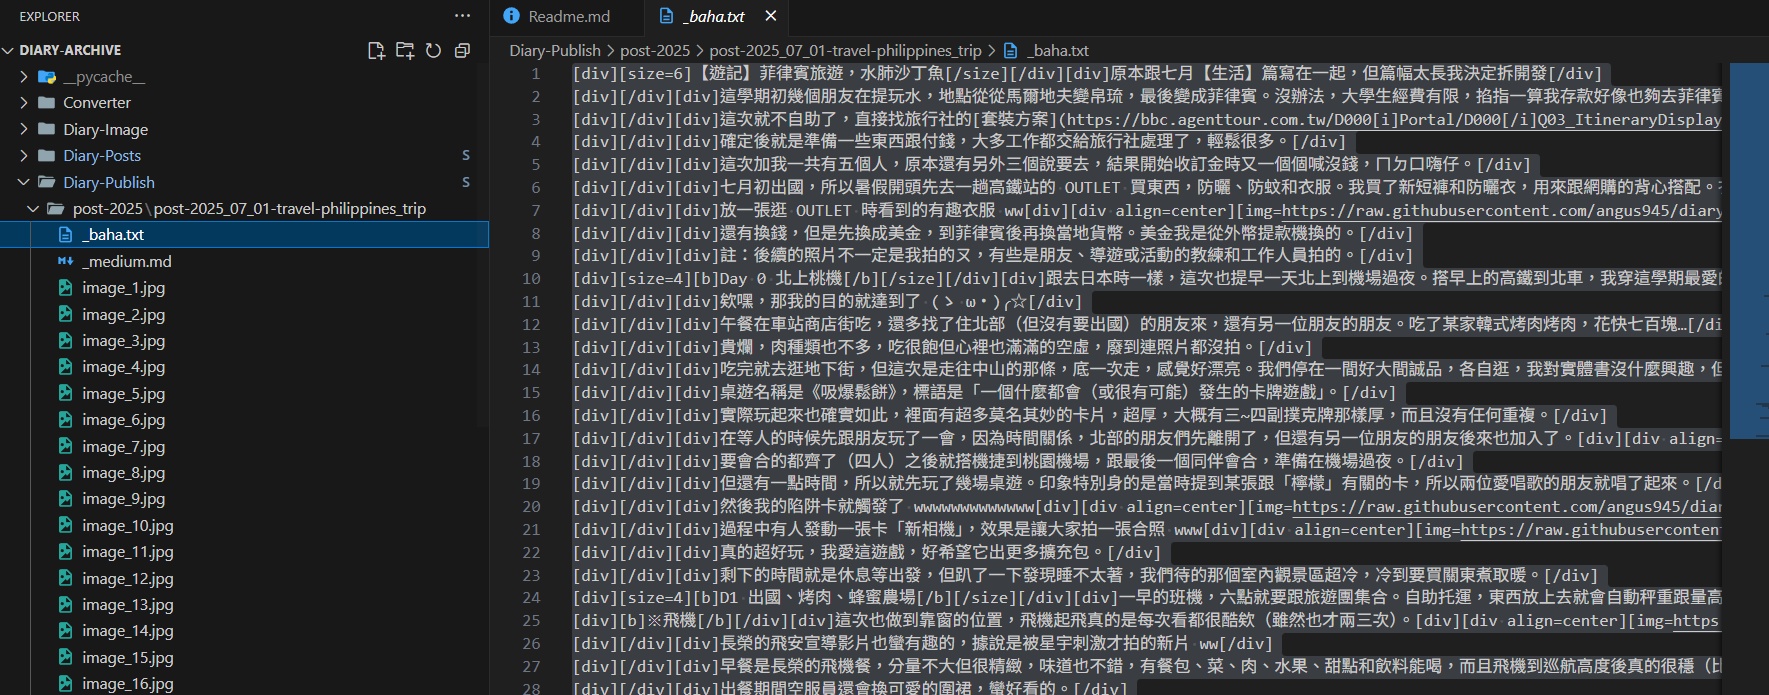 EXPLORER
···
DIARY-ARCHIVE
__pycache__
Converter
Diary-Image
Diary-Posts S
Diary-Publish S
post-2025\post-2025_07_01-travel-philippines_trip
_baha.txt
_medium.md
image_1.jpg
image_2.jpg
image_3.jpg
image_4.jpg
image_5.jpg
image_6.jpg
image_7.jpg
image_8.jpg
image_9.jpg
image_10.jpg
image_11.jpg
image_12.jpg
image_13.jpg
image_14.jpg
image_15.jpg
image_16.jpg
Readme.md
_baha.txt
Diary-Publish > post-2025 > post-2025_07_01-travel-philippines_trip > _baha.txt
1 [div][size=6]【遊記】菲律賓旅遊，水肺沙丁魚[/size][/div][div]原本跟七月【生活】篇寫在一起，但篇幅太長我決定拆開發[/div]
2 [div][/div][div]這學期初幾個朋友在提玩水，地點從從馬爾地夫變帛琉，最後變成菲律賓。沒辦法，大學生經費有限，掐指一算我存款好像也夠去菲律賓
3 [div][/div][div]這次就不自助了，直接找旅行社的[套裝方案](https://bbc.agenttour.com.tw/D000[i]Portal/D000[/i]Q03_ItineraryDisplay
4 [div][/div][div]確定後就是準備一些東西跟付錢，大多工作都交給旅行社處理了，輕鬆很多。[/div]
5 [div][/div][div]這次加我一共有五個人，原本還有另外三個說要去，結果開始收訂金時又一個個喊沒錢，ㄇㄉㄇ嗨仔。[/div]
6 [div][/div][div]七月初出國，所以暑假開頭先去一趟高鐵站的 OUTLET 買東西，防曬、防蚊和衣服。我買了新短褲和防曬衣，用來跟網購的背心搭配。
7 [div][/div][div]放一張逛 OUTLET 時看到的有趣衣服 ww[div][div align=center][img=https://raw.githubusercontent.com/angus945/diary
8 [div][/div][div]還有換錢，但是先換成美金，到菲律賓後再換當地貨幣。美金我是從外幣提款機換的。[/div]
9 [div][/div][div]註：後續的照片不一定是我拍的又，有些是朋友、導遊或活動的教練和工作人員拍的。[/div]
10 [div][size=4][b]Day 0 北上桃機[/b][/size][/div][div]跟去日本時一樣，這次也提早一天北上到機場過夜。搭早上的高鐵到北車，我穿這學期最愛的
11 [div][/div][div]欸嘿，那我的目的就達到了 (ゝ ω・)╭☆[/div]
12 [div][/div][div]午餐在車站商店街吃，還多找了住北部（但沒有要出國）的朋友來，還有另一位朋友的朋友。吃了某家韓式烤肉烤肉，花快七百塊…[/di
13 [div][/div][div]貴爛，肉種類也不多，吃很飽但心裡也滿滿的空虛，廢到連照片都沒拍。[/div]
14 [div][/div][div]吃完就去逛地下街，但這次是走往中山的那條，底一次走，感覺好漂亮。我們停在一間好大間誠品，各自逛，我對實體書沒什麼興趣，但
15 [div][/div][div]桌遊名稱是《吸爆鬆餅》，標語是「一個什麼都會（或很有可能）發生的卡牌遊戲」。[/div]
16 [div][/div][div]實際玩起來也確實如此，裡面有超多莫名其妙的卡片，超厚，大概有三~四副撲克牌那樣厚，而且沒有任何重複。[/div]
17 [div][/div][div]在等人的時候先跟朋友玩了一會，因為時間關係，北部的朋友們先離開了，但還有另一位朋友的朋友後來也加入了。[div][div align=
18 [div][/div][div]要會合的都齊了（四人）之後就搭機捷到桃園機場，跟最後一個同伴會合，準備在機場過夜。[/div]
19 [div][/div][div]但還有一點時間，所以就先玩了幾場桌遊。印象特別身的是當時提到某張跟「檸檬」有關的卡，所以兩位愛唱歌的朋友就唱了起來。[/d
20 [div][/div][div]然後我的陷阱卡就觸發了 wwwwwwwwwwwww[div][div align=center][img=https://raw.githubusercontent.com/angus945/diar
21 [div][/div][div]過程中有人發動一張卡「新相機」，效果是讓大家拍一張合照 www[div][div align=center][img=https://raw.githubusercontent
22 [div][/div][div]真的超好玩，我愛這遊戲，好希望它出更多擴充包。[/div]
23 [div][/div][div]剩下的時間就是休息等出發，但趴了一下發現睡不太著，我們待的那個室內觀景區超冷，冷到要買關東煮取暖。[/div]
24 [div][size=4][b]D1 出國、烤肉、蜂蜜農場[/b][/size][/div][div]一早的班機，六點就要跟旅遊團集合。自助托運，東西放上去就會自動秤重跟量高
25 [div][b]※飛機[/b][/div][div]這次也做到靠窗的位置，飛機起飛真的是每次看都很酷欸（雖然也才兩三次）。[div][div align=center][img=https
26 [div][/div][div]長榮的飛安宣導影片也蠻有趣的，據說是被星宇刺激才拍的新片 ww[/div]
27 [div][/div][div]早餐是長榮的飛機餐，分量不大但很精緻，味道也不錯，有餐包、菜、肉、水果、甜點和飲料能喝，而且飛機到巡航高度後真的很穩（比
28 [div][/div][div]出餐期間空服員還會換可愛的圍裙，蠻好看的。[/div]